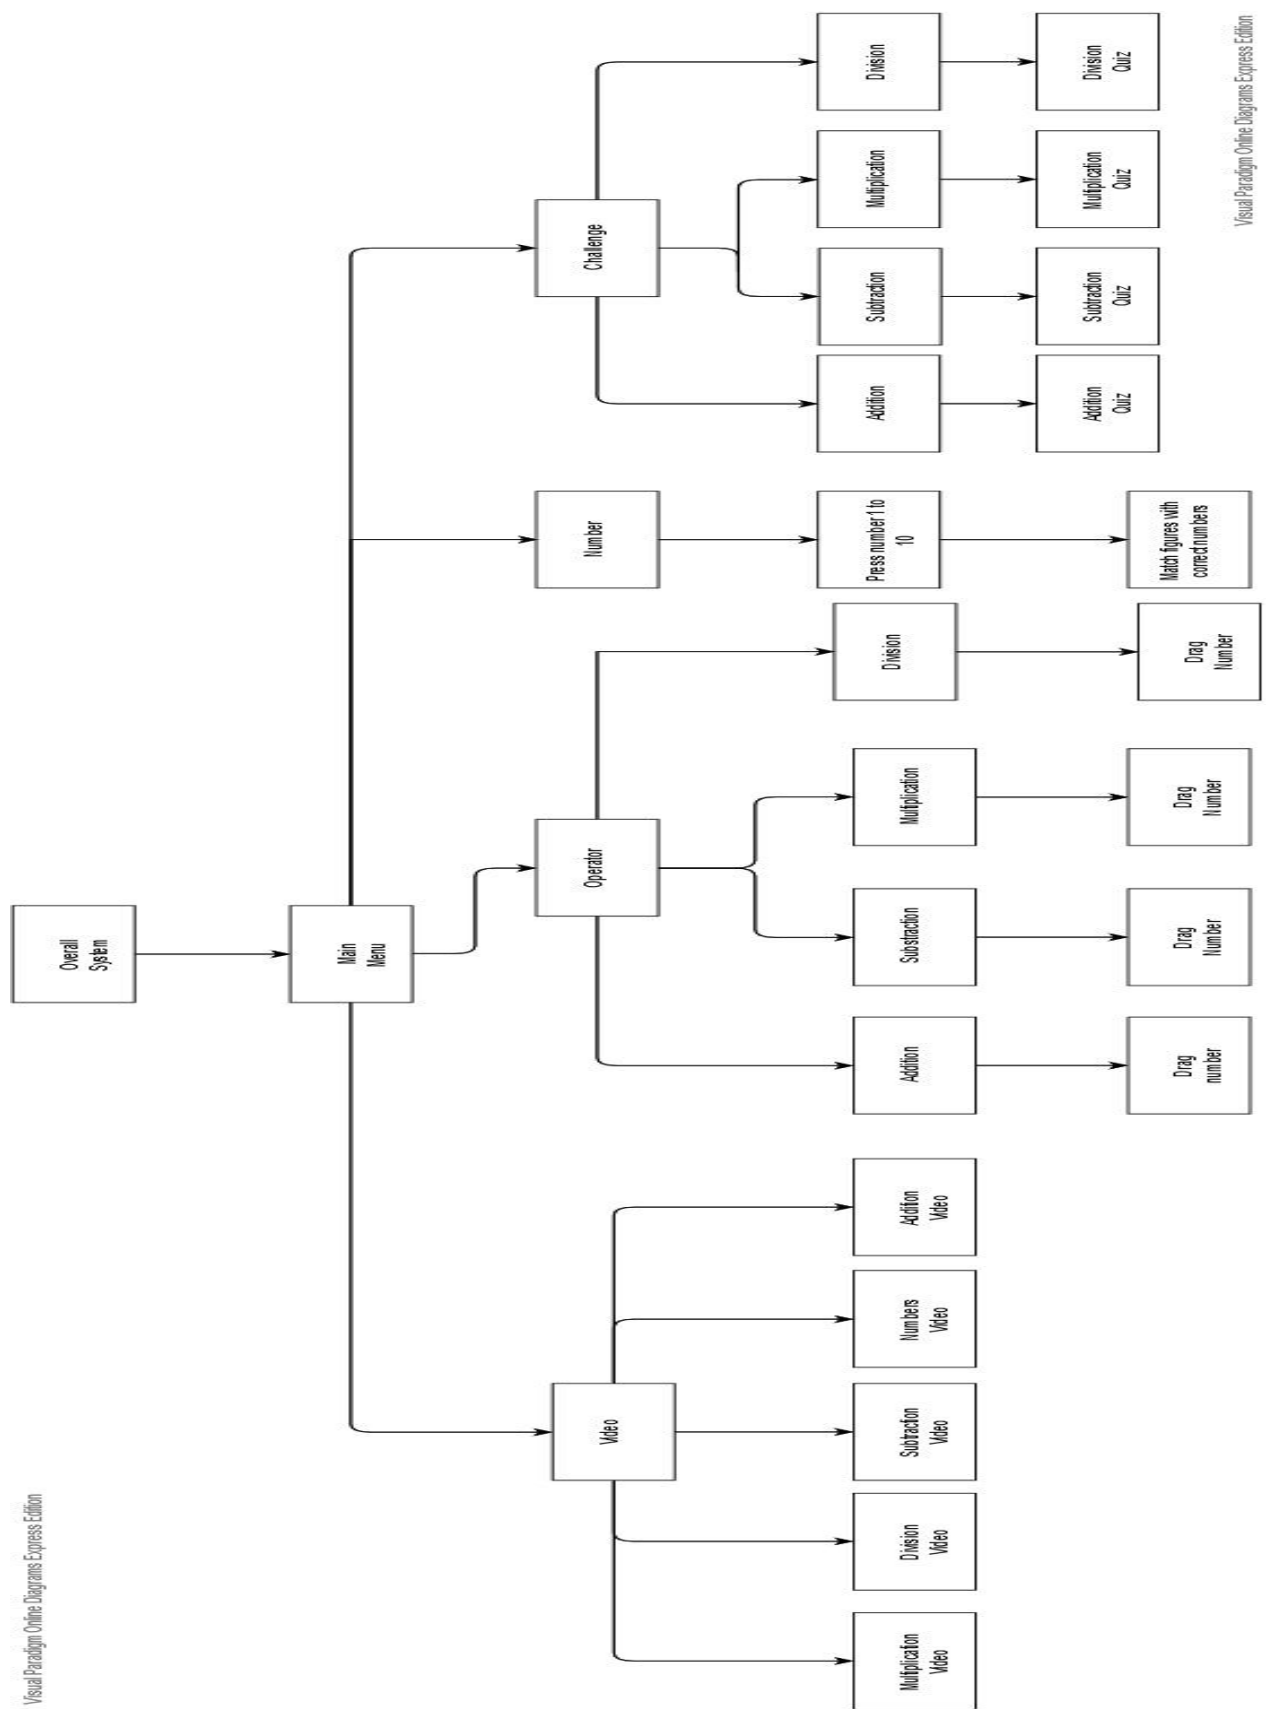 Visual Paradigm Online Diagrams Express Edition
Overall
System
Main
Menu
Video
Operator
Number
Challenge
Multiplication
Video
Division
Video
Subtraction
Video
Numbers
Video
Addition
Video
Addition
Substraction
Multiplication
Division
Press number 1 to
10
Addition
Subtraction
Multiplication
Division
Drag
number
Drag
Number
Drag
Number
Drag
Number
Match figures with
correct numbers
Addition
Quiz
Subtraction
Quiz
Multiplication
Quiz
Division
Quiz
Visual Paradigm Online Diagrams Express Edition